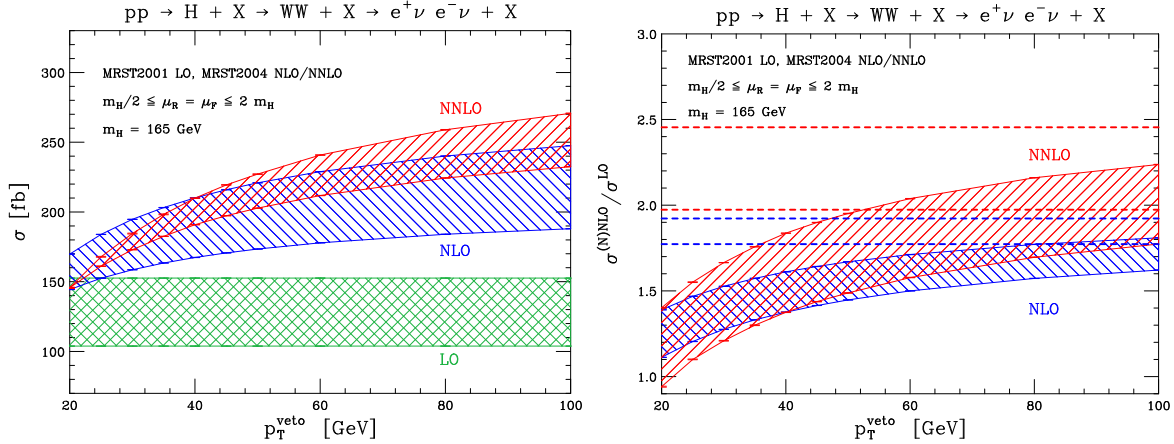 pp → H + X → WW + X → e⁺ν e⁻ν + X
MRST2001 LO, MRST2004 NLO/NNLO
m_H/2 ≦ μ_R = μ_F ≦ 2 m_H
m_H = 165 GeV
NNLO
NLO
LO
σ [fb]
300
250
200
150
100
20 40 60 80 100
p_T^veto [GeV]
pp → H + X → WW + X → e⁺ν e⁻ν + X
MRST2001 LO, MRST2004 NLO/NNLO
m_H/2 ≦ μ_R = μ_F ≦ 2 m_H
m_H = 165 GeV
NNLO
NLO
σ^(N)NLO/σ^LO
3.0
2.5
2.0
1.5
1.0
20 40 60 80 100
p_T^veto [GeV]